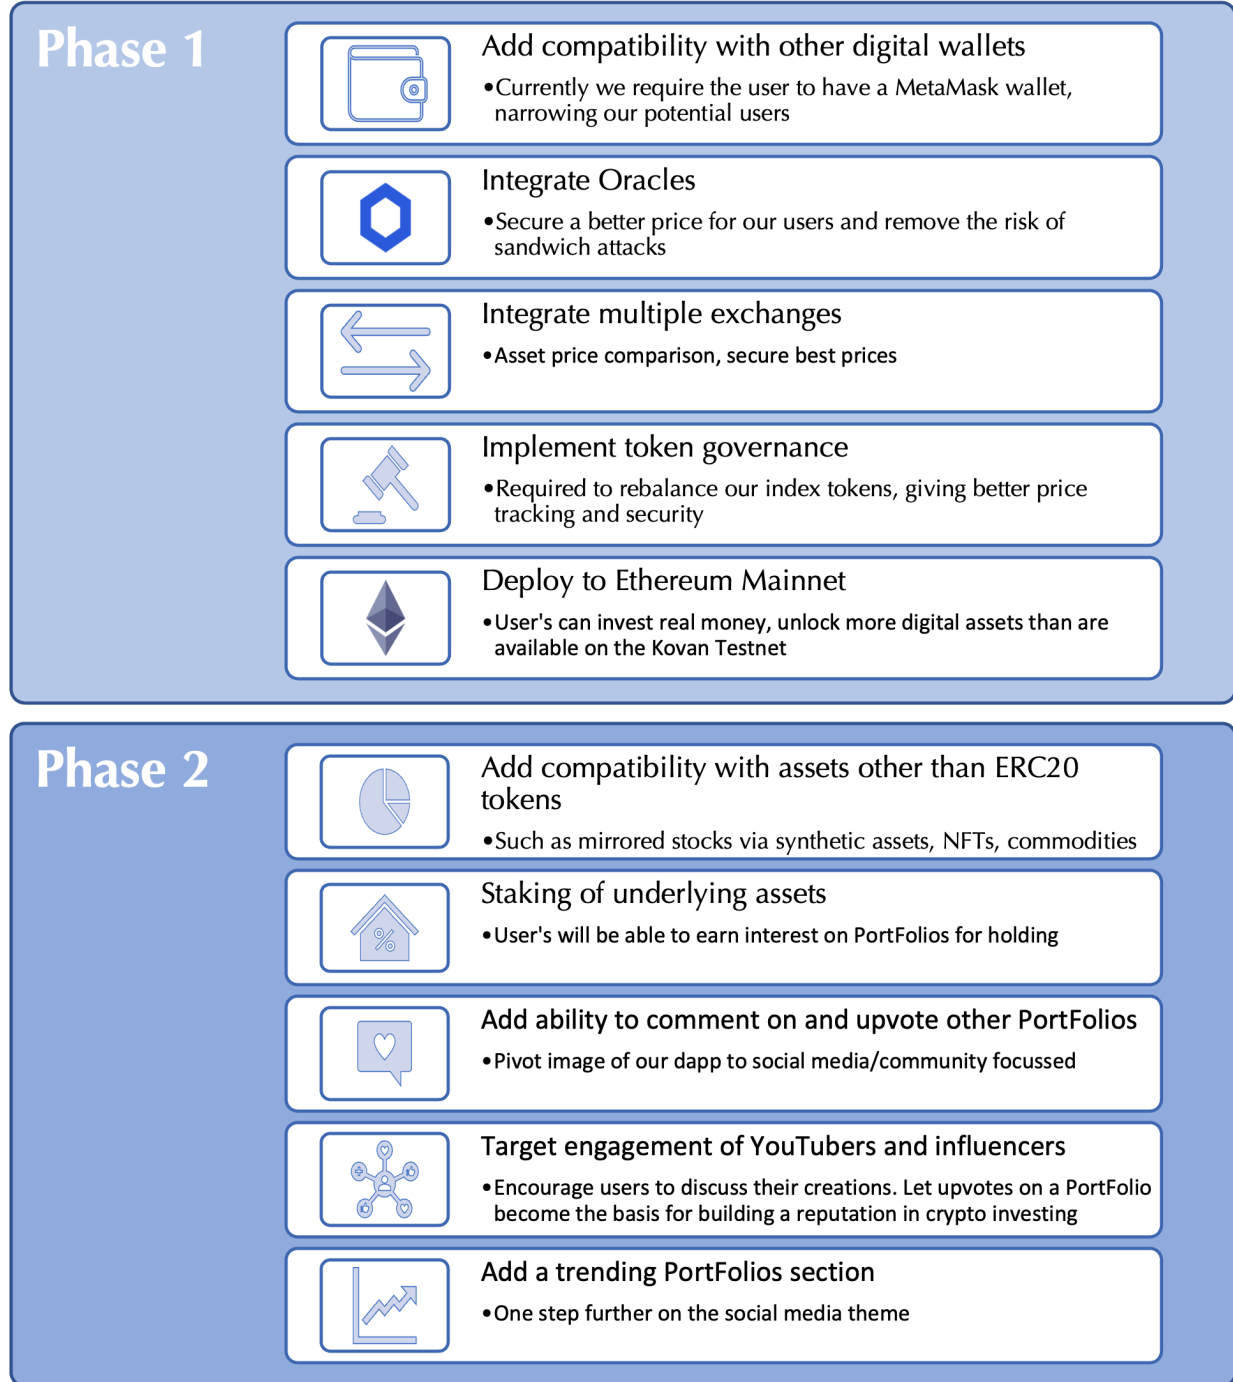 Phase 1
Add compatibility with other digital wallets
•Currently we require the user to have a MetaMask wallet,
narrowing our potential users
Integrate Oracles
•Secure a better price for our users and remove the risk of
sandwich attacks
Integrate multiple exchanges
•Asset price comparison, secure best prices
Implement token governance
•Required to rebalance our index tokens, giving better price
tracking and security
Deploy to Ethereum Mainnet
•User's can invest real money, unlock more digital assets than are
available on the Kovan Testnet
Phase 2
Add compatibility with assets other than ERC20
tokens
•Such as mirrored stocks via synthetic assets, NFTs, commodities
Staking of underlying assets
•User's will be able to earn interest on PortFolios for holding
Add ability to comment on and upvote other PortFolios
•Pivot image of our dapp to social media/community focussed
Target engagement of YouTubers and influencers
•Encourage users to discuss their creations. Let upvotes on a PortFolio
become the basis for building a reputation in crypto investing
Add a trending PortFolios section
•One step further on the social media theme